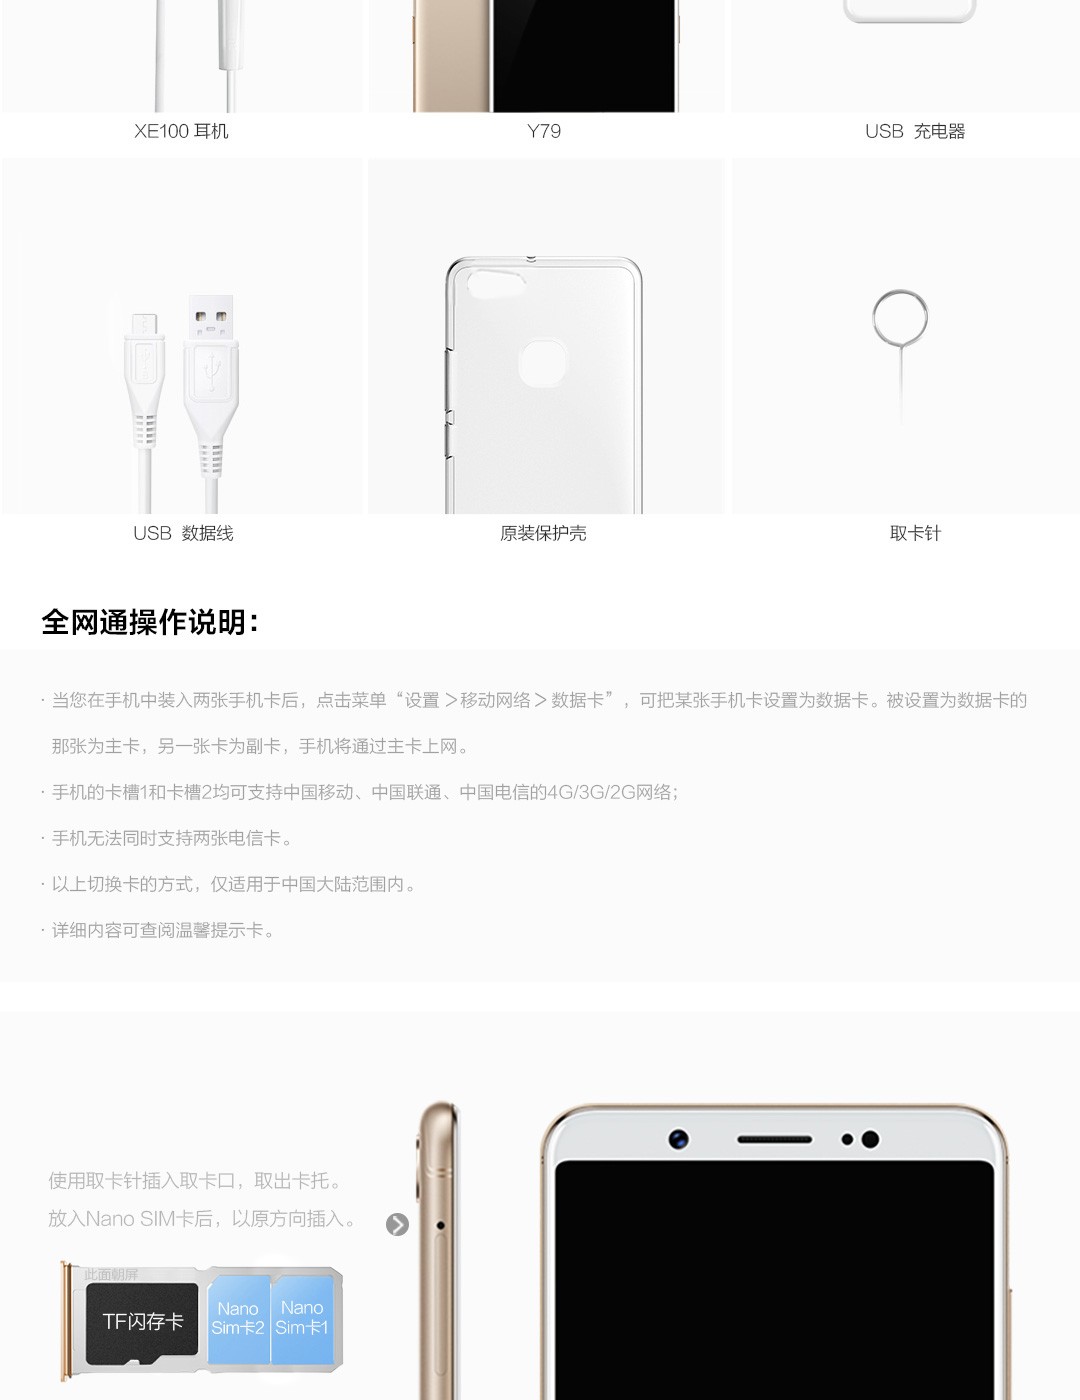 XE100 耳机
Y79
USB 充电器
USB 数据线
原装保护壳
取卡针
全网通操作说明：
· 当您在手机中装入两张手机卡后，点击菜单“设置＞移动网络＞数据卡”，可把某张手机卡设置为数据卡。被设置为数据卡的
那张为主卡，另一张卡为副卡，手机将通过主卡上网。
· 手机的卡槽1和卡槽2均可支持中国移动、中国联通、中国电信的4G/3G/2G网络；
· 手机无法同时支持两张电信卡。
· 以上切换卡的方式，仅适用于中国大陆范围内。
· 详细内容可查阅温馨提示卡。
使用取卡针插入取卡口，取出卡托。
放入Nano SIM卡后，以原方向插入。
此面朝屏
TF闪存卡
Nano
Sim卡2
Nano
Sim卡1